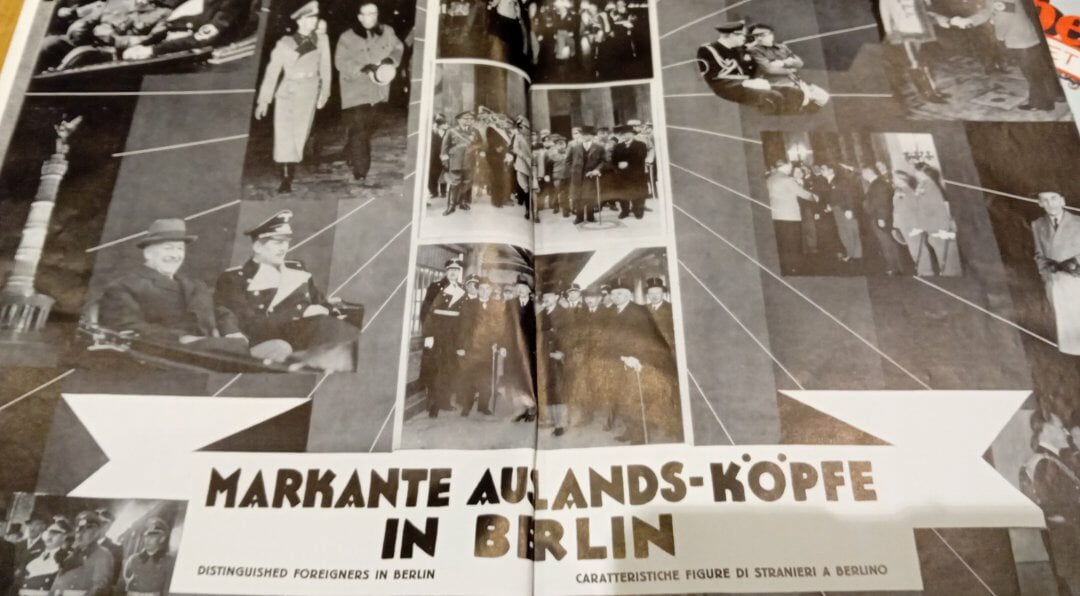 MARKANTE AUSLANDS-KÖPFE
IN BERLIN
DISTINGUISHED FOREIGNERS IN BERLIN
CARATTERISTICHE FIGURE DI STRANIERI A BERLINO